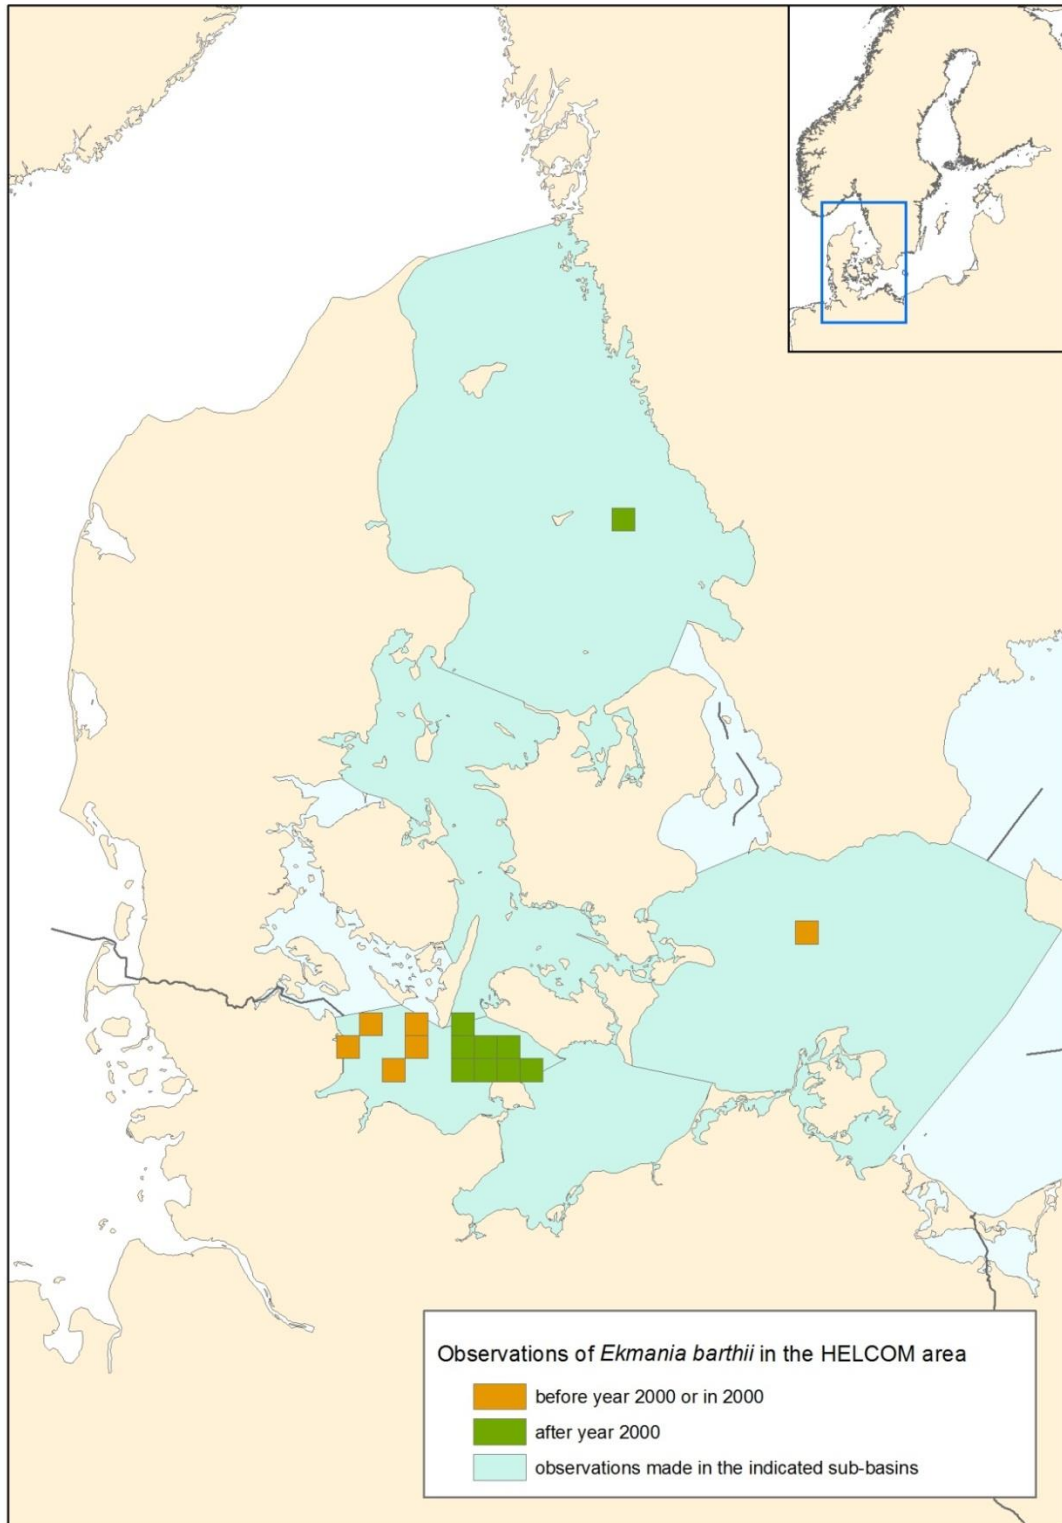 Observations of Ekmania barthii in the HELCOM area
before year 2000 or in 2000
after year 2000
observations made in the indicated sub-basins